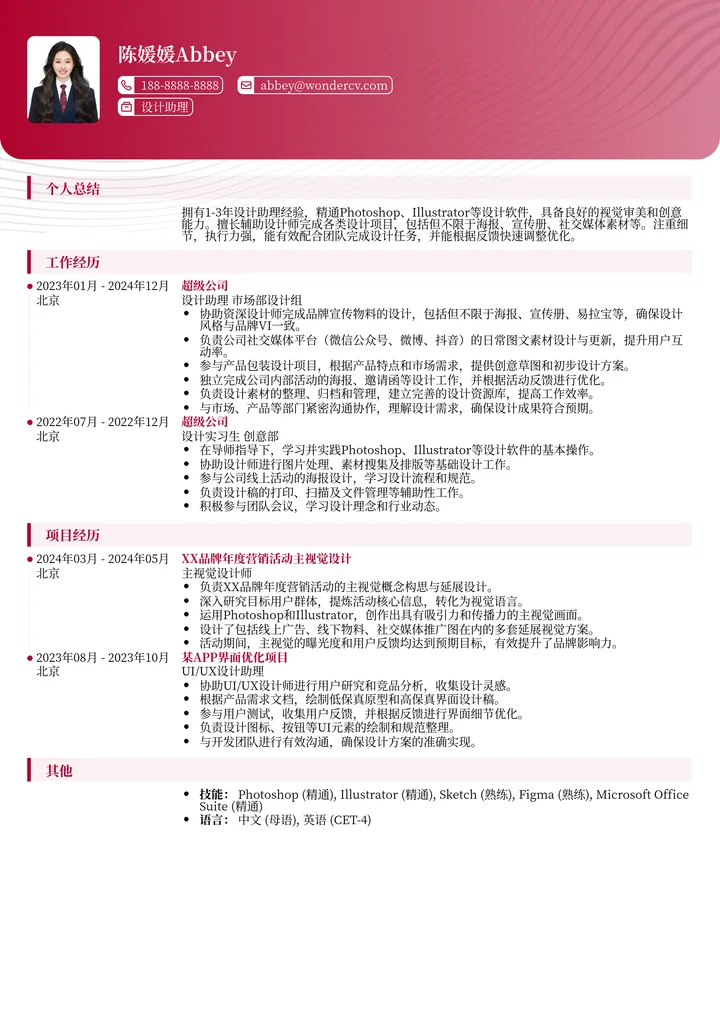 陈媛媛Abbey
188-8888-8888
abbey@wondercv.com
设计助理
个人总结
拥有1-3年设计助理经验，精通Photoshop、Illustrator等设计软件，具备良好的视觉审美和创意
能力。擅长辅助设计师完成各类设计项目，包括但不限于海报、宣传册、社交媒体素材等。注重细
节，执行力强，能有效配合团队完成设计任务，并能根据反馈快速调整优化。
工作经历
2023年01月 - 2024年12月
北京
超级公司
设计助理 市场部设计组
• 协助资深设计师完成品牌宣传物料的设计，包括但不限于海报、宣传册、易拉宝等，确保设计
风格与品牌VI一致。
• 负责公司社交媒体平台（微信公众号、微博、抖音）的日常图文素材设计与更新，提升用户互
动率。
• 参与产品包装设计项目，根据产品特点和市场需求，提供创意草图和初步设计方案。
• 独立完成公司内部活动的海报、邀请函等设计工作，并根据活动反馈进行优化。
• 负责设计素材的整理、归档和管理，建立完善的设计资源库，提高工作效率。
• 与市场、产品等部门紧密沟通协作，理解设计需求，确保设计成果符合预期。
2022年07月 - 2022年12月
北京
超级公司
设计实习生 创意部
• 在导师指导下，学习并实践Photoshop、Illustrator等设计软件的基本操作。
• 协助设计师进行图片处理、素材搜集及排版等基础设计工作。
• 参与公司线上活动的海报设计，学习设计流程和规范。
• 负责设计稿的打印、扫描及文件管理等辅助性工作。
• 积极参与团队会议，学习设计理念和行业动态。
项目经历
2024年03月 - 2024年05月
北京
XX品牌年度营销活动主视觉设计
主视觉设计师
• 负责XX品牌年度营销活动的主视觉概念构思与延展设计。
• 深入研究目标用户群体，提炼活动核心信息，转化为视觉语言。
• 运用Photoshop和Illustrator，创作出具有吸引力和传播力的主视觉画面。
• 设计了包括线上广告、线下物料、社交媒体推广图在内的多套延展视觉方案。
• 活动期间，主视觉的曝光度和用户反馈均达到预期目标，有效提升了品牌影响力。
2023年08月 - 2023年10月
北京
某APP界面优化项目
UI/UX设计助理
• 协助UI/UX设计师进行用户研究和竞品分析，收集设计灵感。
• 根据产品需求文档，绘制低保真原型和高保真界面设计稿。
• 参与用户测试，收集用户反馈，并根据反馈进行界面细节优化。
• 负责设计图标、按钮等UI元素的绘制和规范整理。
• 与开发团队进行有效沟通，确保设计方案的准确实现。
其他
• 技能： Photoshop (精通), Illustrator (精通), Sketch (熟练), Figma (熟练), Microsoft Office
Suite (精通)
• 语言： 中文 (母语), 英语 (CET-4)